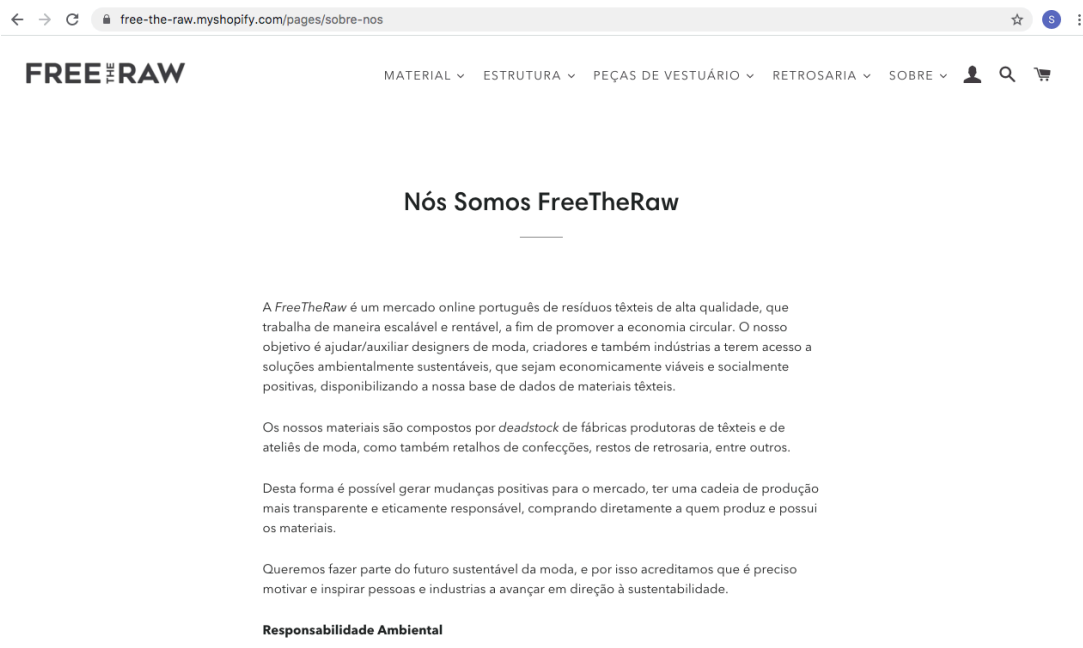 free-the-raw.myshopify.com/pages/sobre-nos
S
FREE THE RAW
MATERIAL ESTRUTURA PEÇAS DE VESTUÁRIO RETROSARIA SOBRE
Nós Somos FreeTheRaw
A FreeTheRaw é um mercado online português de resíduos têxteis de alta qualidade, que
trabalha de maneira escalável e rentável, a fim de promover a economia circular. O nosso
objetivo é ajudar/auxiliar designers de moda, criadores e também indústrias a terem acesso a
soluções ambientalmente sustentáveis, que sejam economicamente viáveis e socialmente
positivas, disponibilizando a nossa base de dados de materiais têxteis.
Os nossos materiais são compostos por deadstock de fábricas produtoras de têxteis e de
ateliês de moda, como também retalhos de confecções, restos de retrosaria, entre outros.
Desta forma é possível gerar mudanças positivas para o mercado, ter uma cadeia de produção
mais transparente e eticamente responsável, comprando diretamente a quem produz e possui
os materiais.
Queremos fazer parte do futuro sustentável da moda, e por isso acreditamos que é preciso
motivar e inspirar pessoas e industrias a avançar em direção à sustentabilidade.
Responsabilidade Ambiental